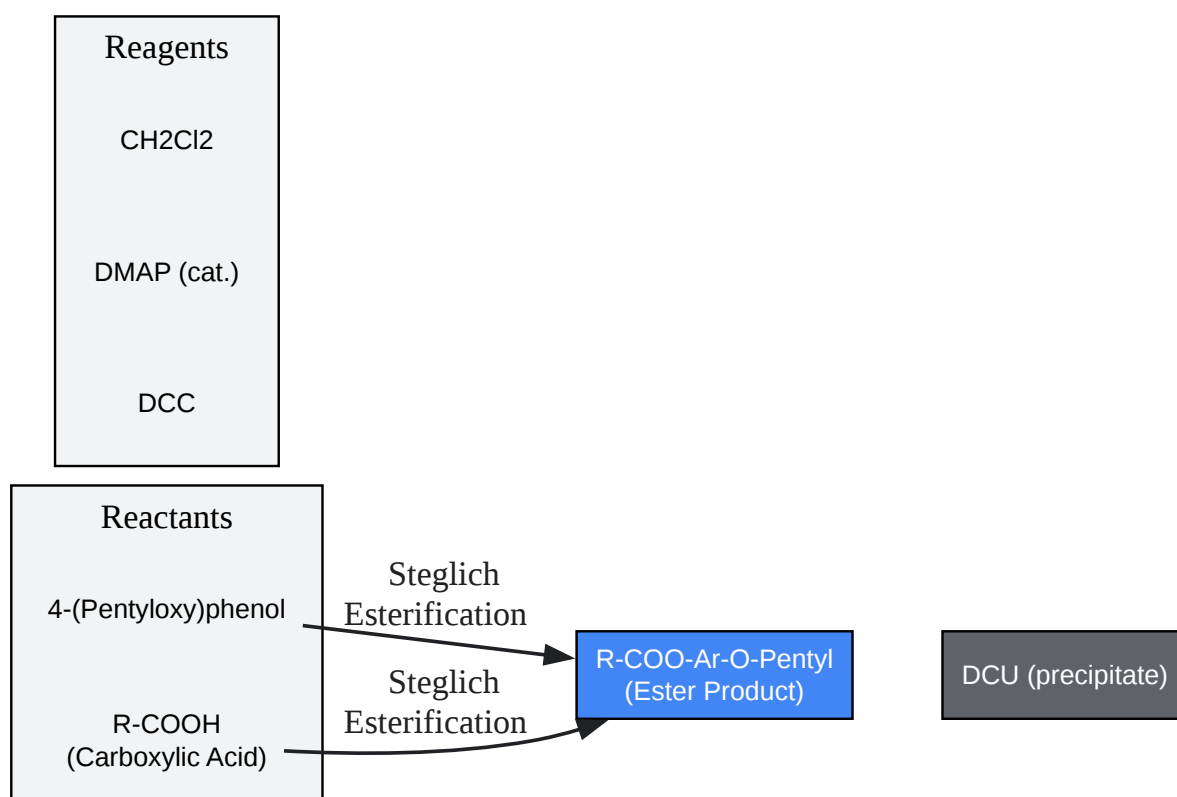 Reagents
CH2Cl2
DMAP (cat.)
DCC
Reactants
4-(Pentyloxy)phenol
R-COOH
(Carboxylic Acid)
Steglich
Esterification
Steglich
Esterification
R-COO-Ar-O-Pentyl
(Ester Product)
DCU (precipitate)